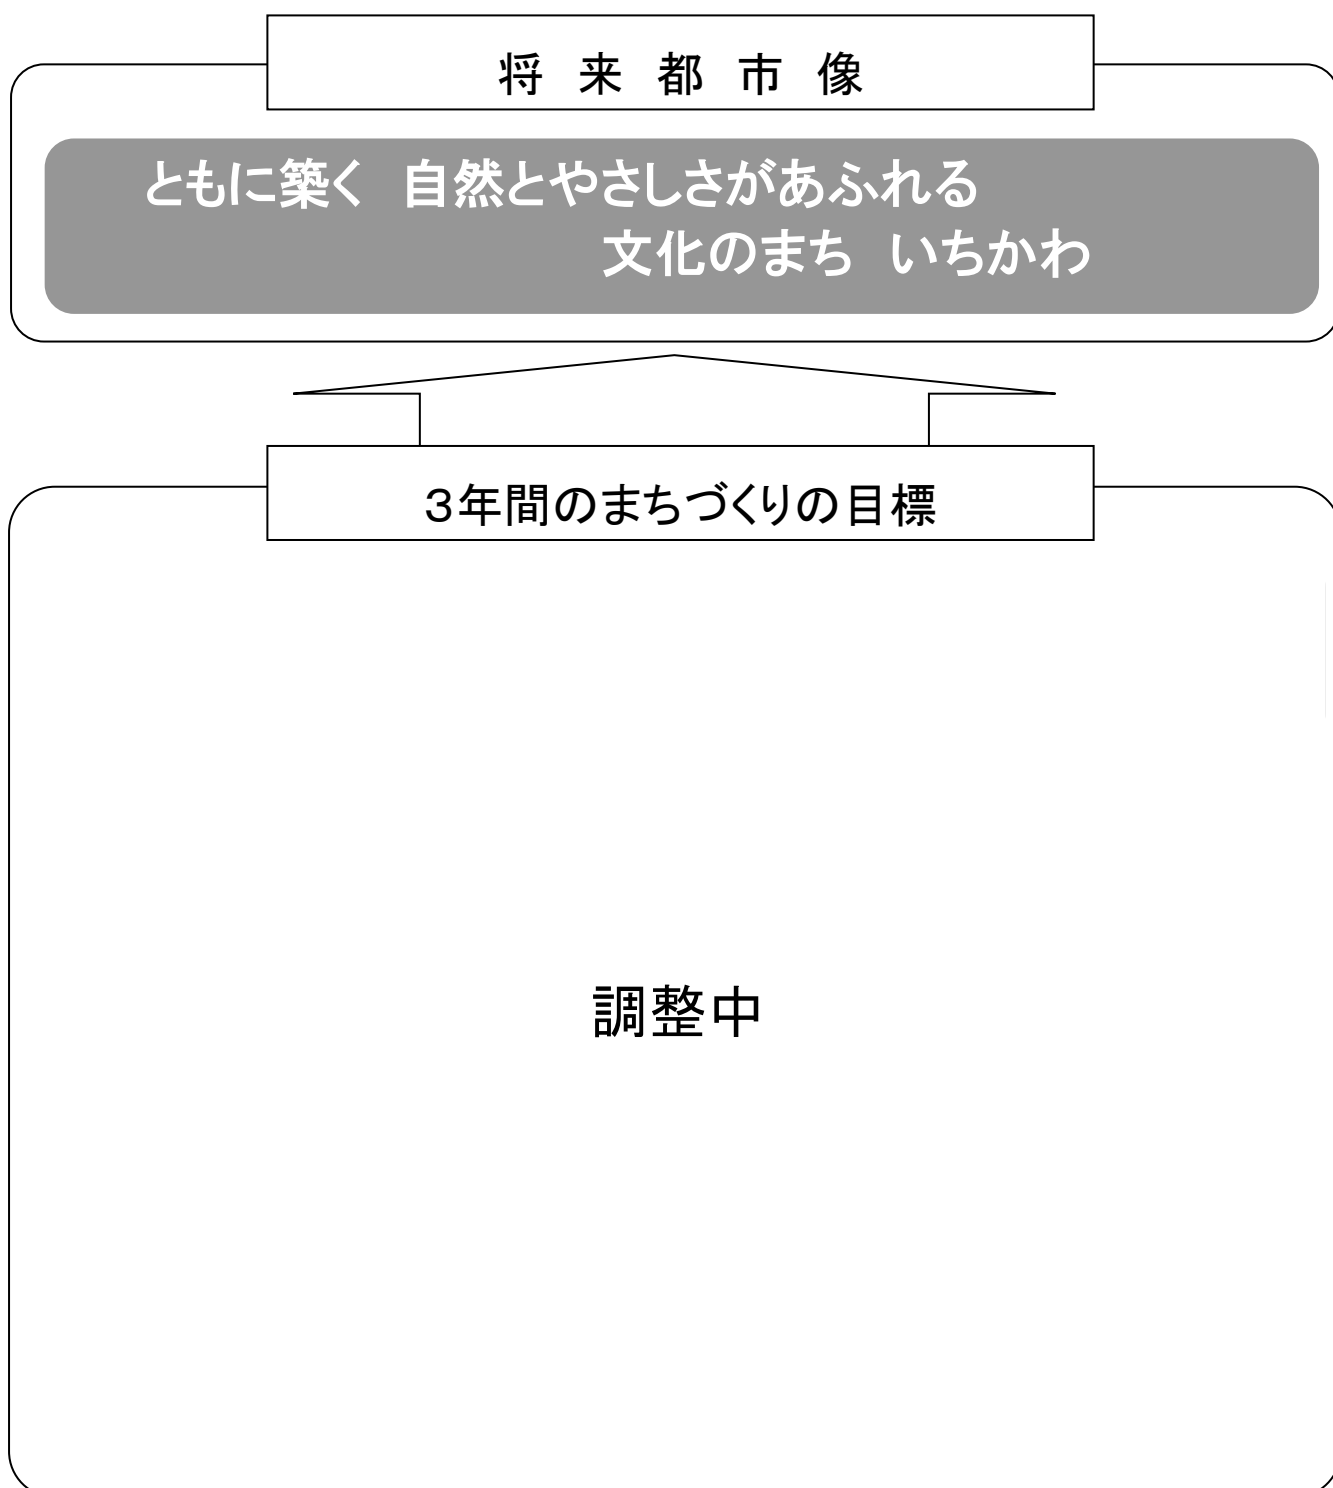 将　来　都　市　像
ともに築く　自然とやさしさがあふれる
文化のまち　いちかわ
３年間のまちづくりの目標
調整中